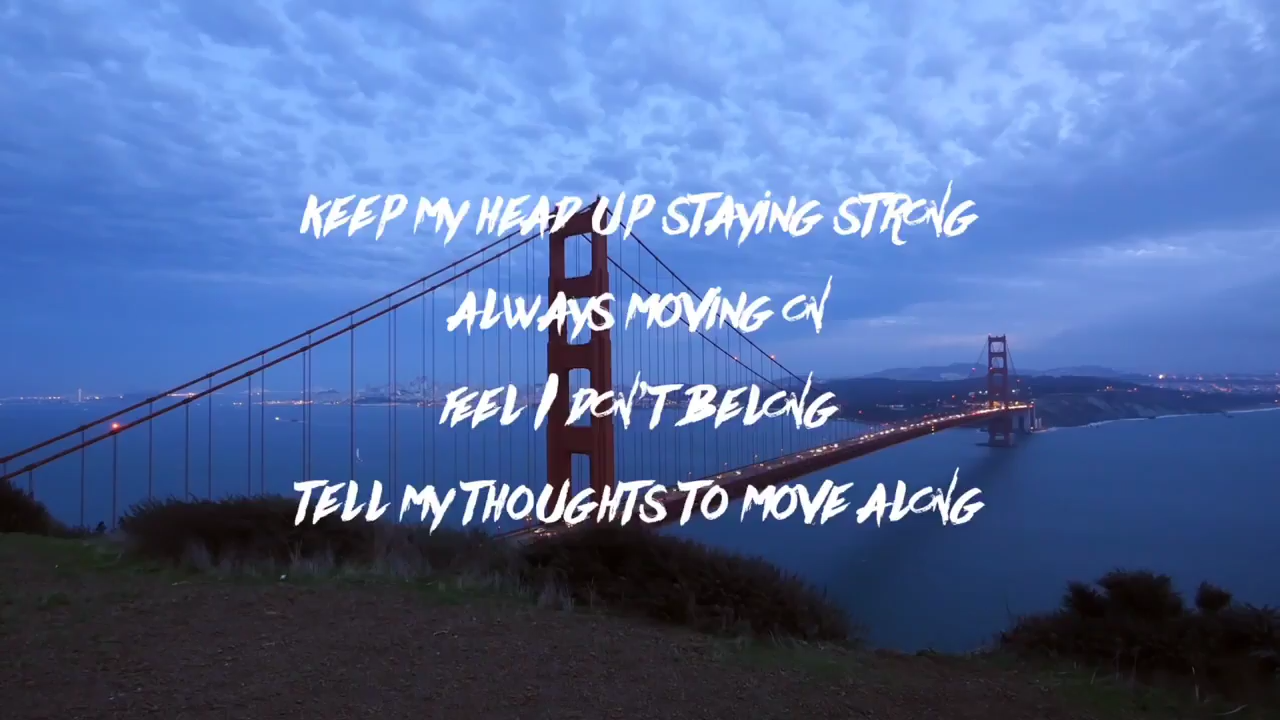 KEEP MY HEAD UP STAYING STRONG
ALWAYS MOVING ON
FEEL I DON'T BELONG
TELL MY THOUGHTS TO MOVE ALONG